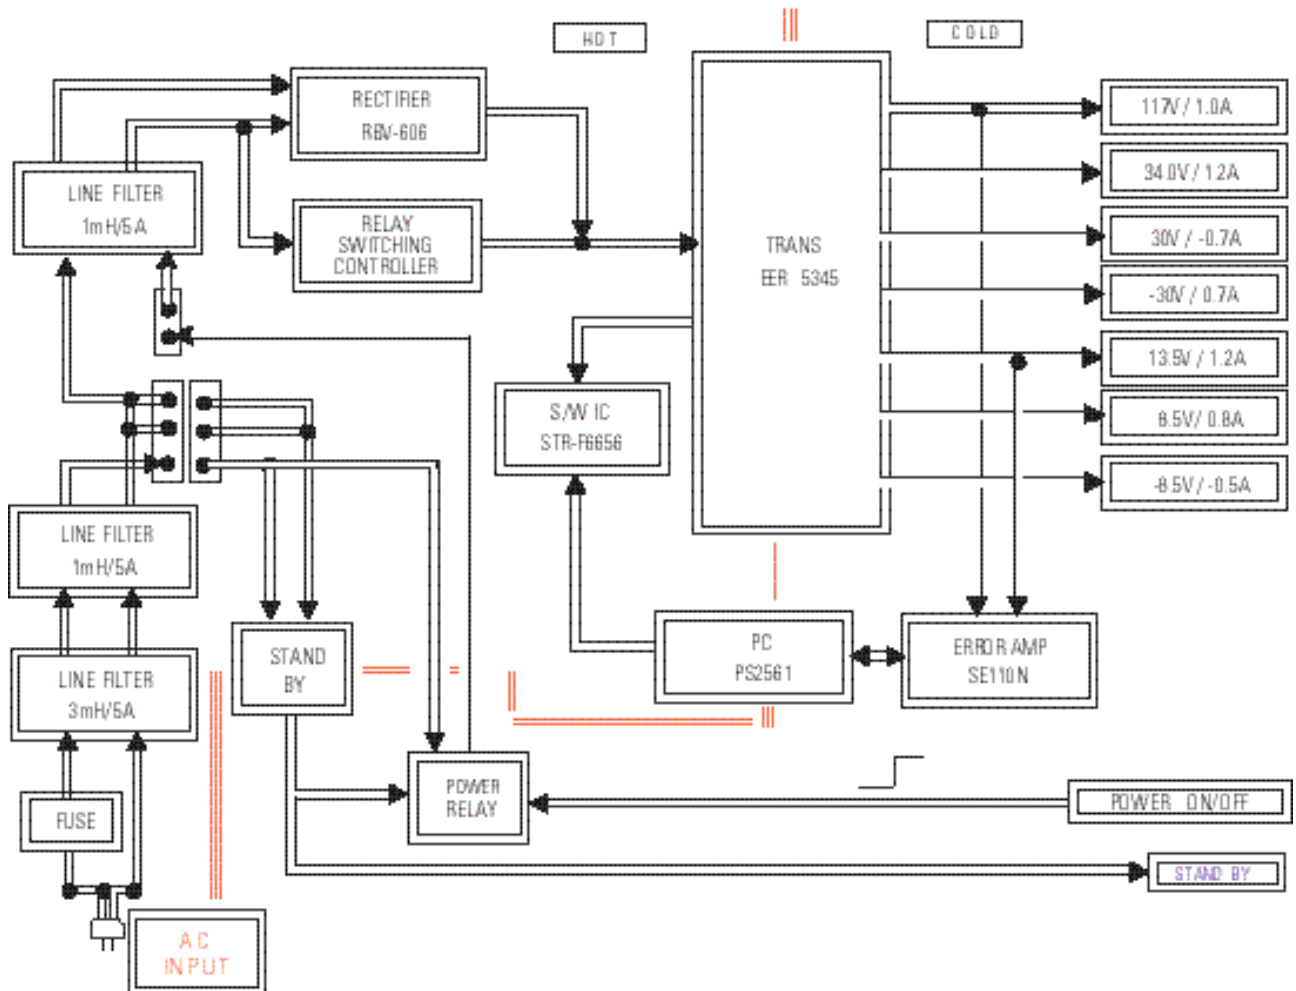 HOT
COLD
RECTIFIER
RBV-606
117V / 1.0A
LINE FILTER
1mH/5A
34.0V / 1.2A
RELAY
SWITCHING
CONTROLLER
TRANS
EER 5345
30V / -0.7A
-30V / 0.7A
13.5V / 1.2A
S/W IC
STR-F6656
8.5V / 0.8A
-8.5V / -0.5A
LINE FILTER
1mH/5A
STAND
BY
PC
PS2561
ERROR AMP
SE110N
LINE FILTER
3mH/5A
POWER
RELAY
POWER ON/OFF
FUSE
STAND BY
AC
INPUT